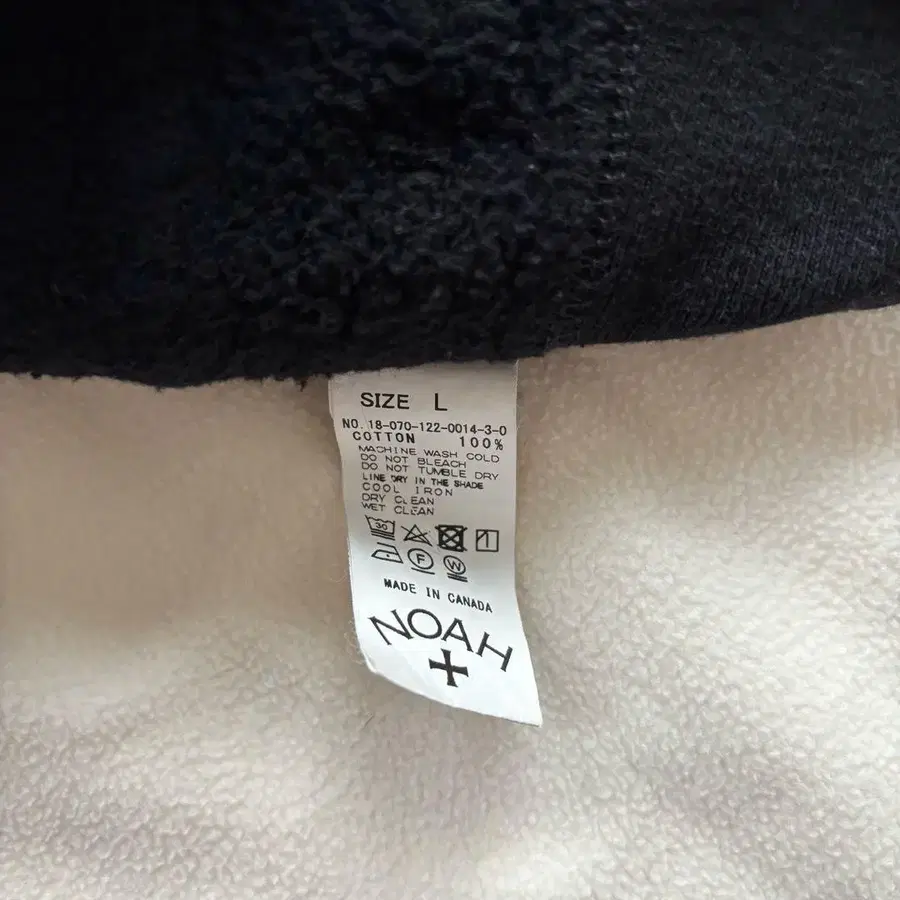 SIZE L
NO. 18-070-122-0014-3-0
COTTON 100%
MACHINE WASH COLD
DO NOT BLEACH
DO NOT TUMBLE DRY
LINE DRY IN THE SHADE
COOL IRON
DRY CLEAN
WET CLEAN
30
F W
MADE IN CANADA
NOAH